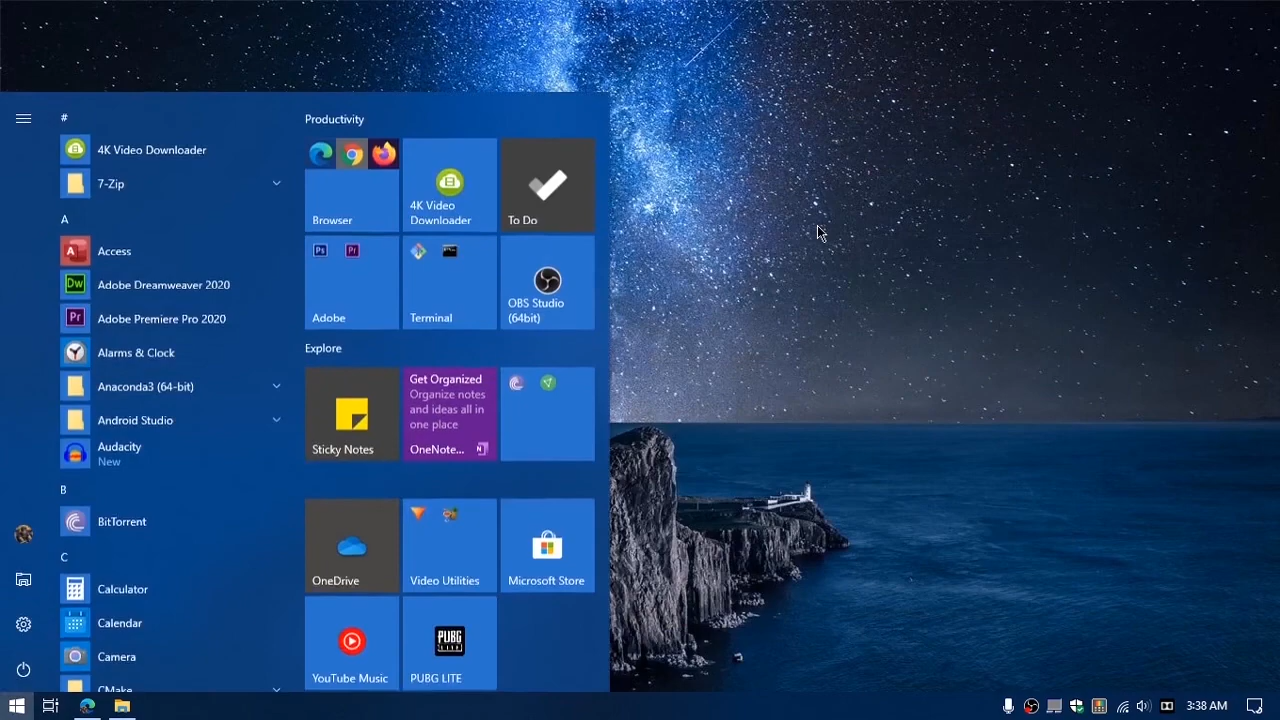 #
4K Video Downloader
7-Zip
A
Access
Adobe Dreamweaver 2020
Adobe Premiere Pro 2020
Alarms & Clock
Anaconda3 (64-bit)
Android Studio
Audacity
New
B
BitTorrent
C
Calculator
Calendar
Camera
CMake
Productivity
Browser
4K Video
Downloader
To Do
Adobe
Terminal
OBS Studio
(64bit)
Explore
Sticky Notes
Get Organized
Organize notes
and ideas all in
one place
OneNote...
OneDrive
Video Utilities
Microsoft Store
YouTube Music
PUBG LITE
3:38 AM